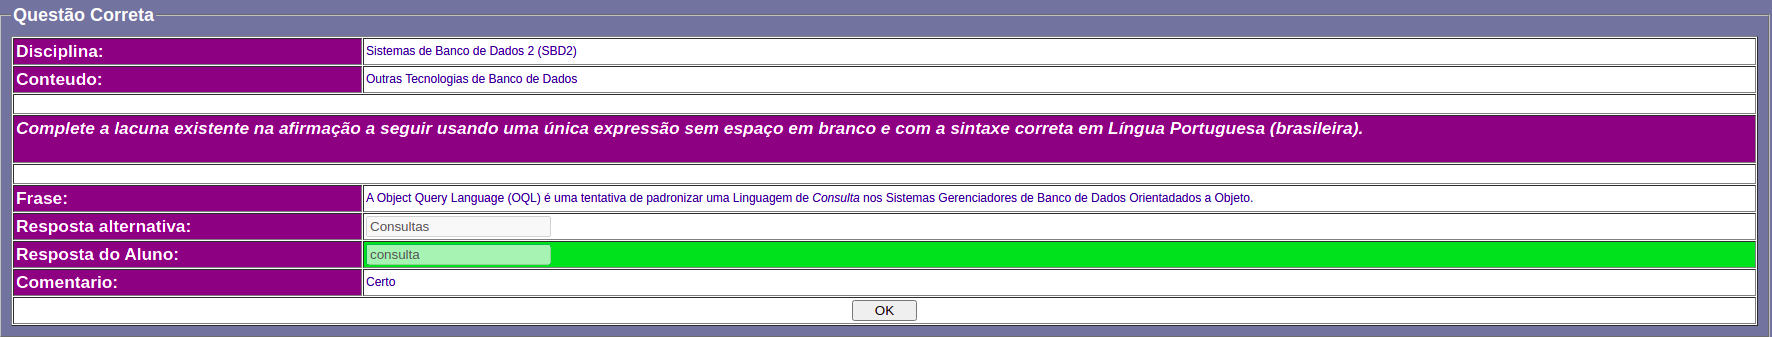 Questão Correta
Disciplina: Sistemas de Banco de Dados 2 (SBD2)
Conteudo: Outras Tecnologias de Banco de Dados
Complete a lacuna existente na afirmação a seguir usando uma única expressão sem espaço em branco e com a sintaxe correta em Língua Portuguesa (brasileira).
Frase: A Object Query Language (OQL) é uma tentativa de padronizar uma Linguagem de Consulta nos Sistemas Gerenciadores de Banco de Dados Orientadados a Objeto.
Resposta alternativa: Consultas
Resposta do Aluno: consulta
Comentario: Certo
OK